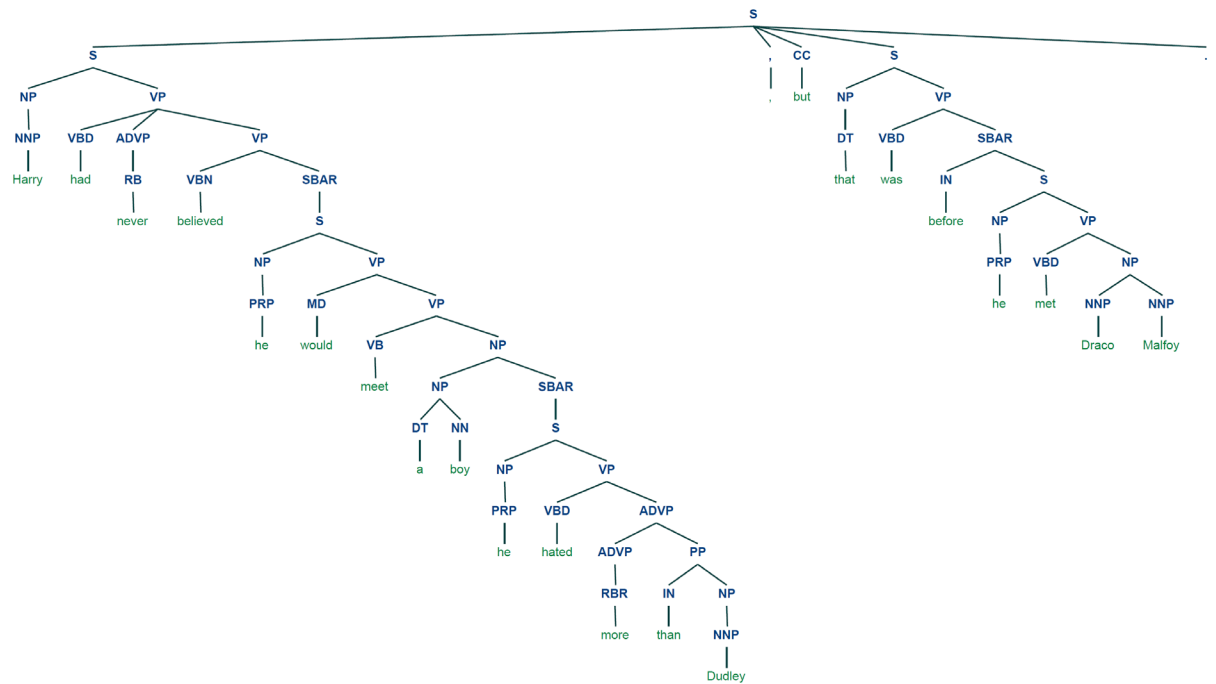 S
S , CC S .
NP VP , but NP VP
NNP VBD ADVP VP DT VBD SBAR
Harry had RB VBN SBAR that was IN S
never believed S before NP VP
NP VP PRP VBD NP
PRP MD VP he met NNP NNP
he would VB NP Draco Malfoy
meet NP SBAR
DT NN S
a boy NP VP
PRP VBD ADVP
he hated ADVP PP
RBR IN NP
more than NNP
Dudley